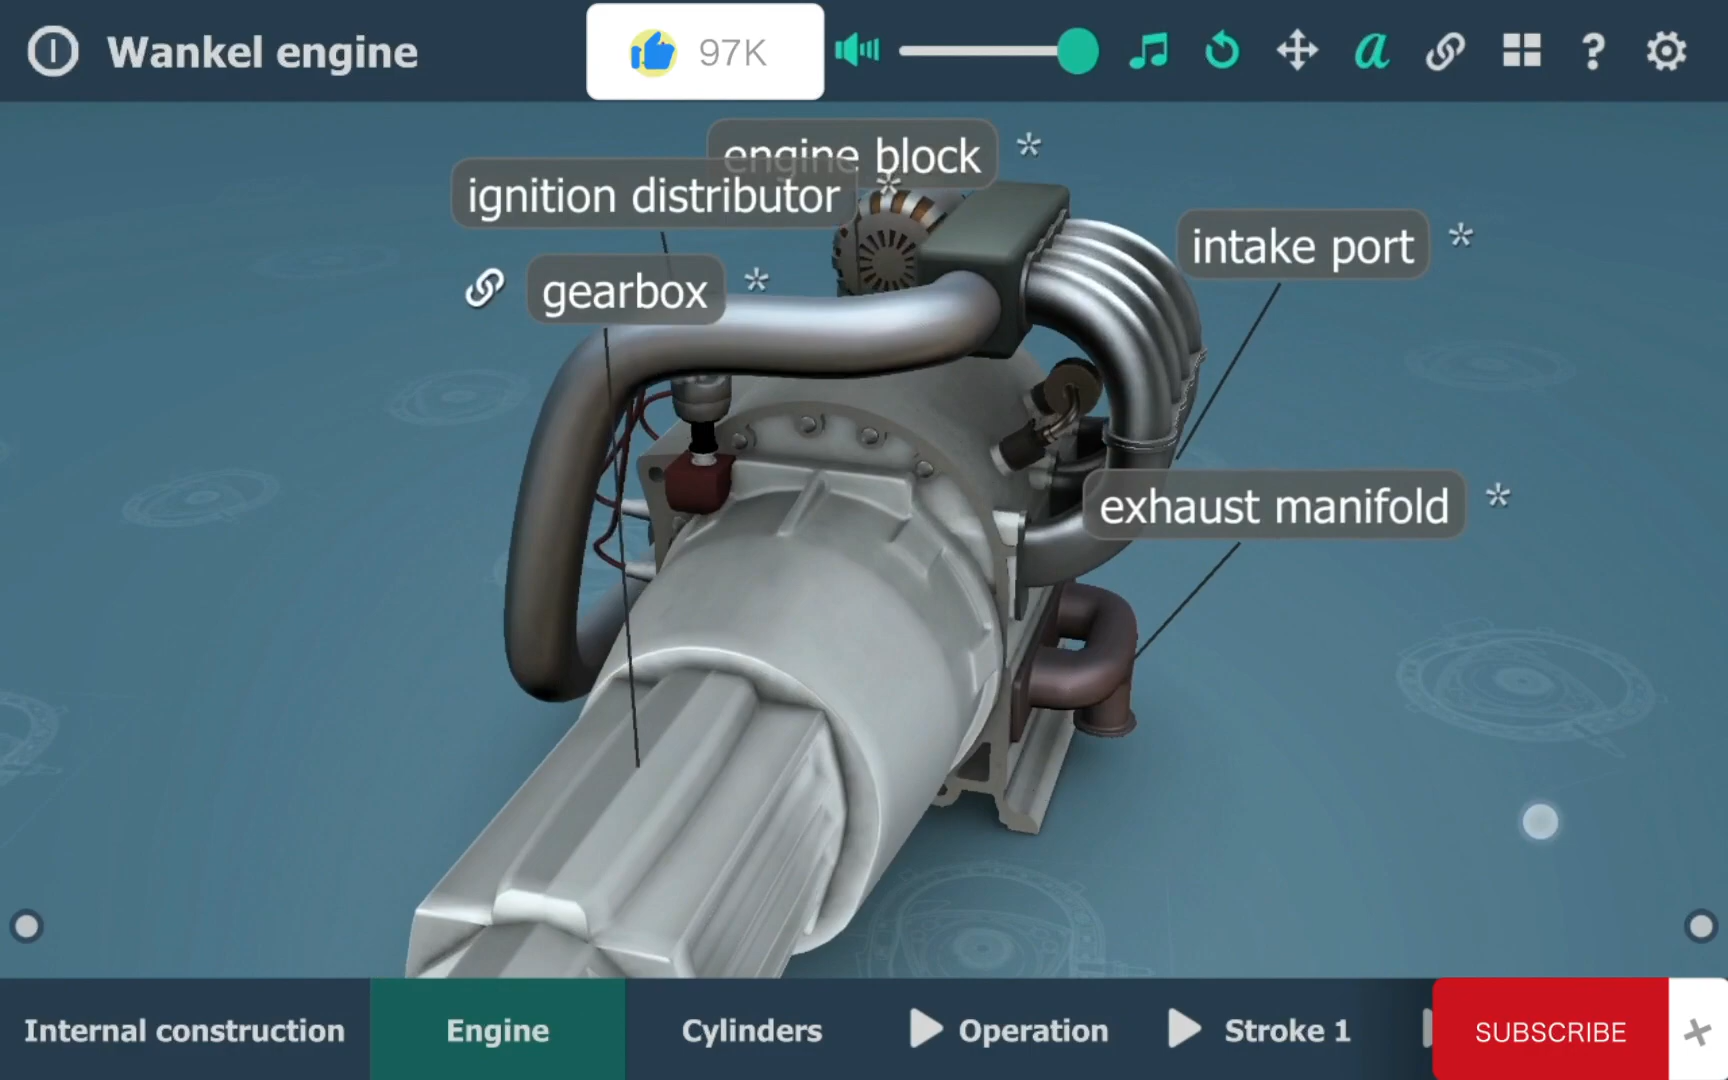 Wankel engine
97K
a
?
engine block *
ignition distributor *
gearbox *
intake port *
exhaust manifold *
Internal construction
Engine
Cylinders
Operation
Stroke 1
SUBSCRIBE